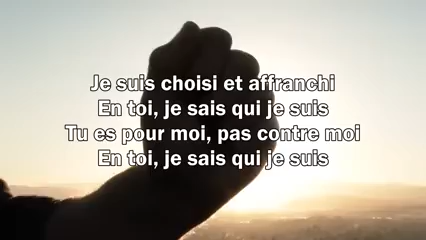 Je suis choisi et affranchi
En toi, je sais qui je suis
Tu es pour moi, pas contre moi
En toi, je sais qui je suis